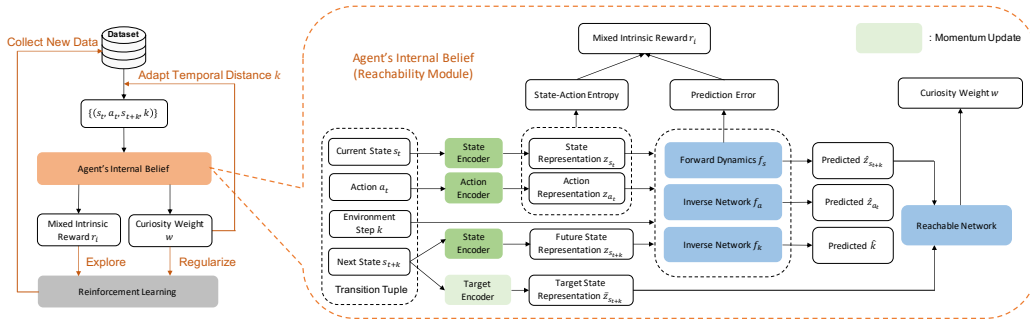 Dataset
Collect New Data
Adapt Temporal Distance k
{(s_t, a_t, s_{t+k}, k)}
Agent's Internal Belief
Mixed Intrinsic
Reward r_i
Curiosity Weight
w
Explore
Regularize
Reinforcement Learning
Agent's Internal Belief
(Reachability Module)
Mixed Intrinsic Reward r_i
: Momentum Update
State-Action Entropy
Prediction Error
Curiosity Weight w
Current State s_t
State
Encoder
State
Representation z_{s_t}
Forward Dynamics f_s
Predicted ẑ_{s_{t+k}}
Action a_t
Action
Encoder
Action
Representation z_{a_t}
Inverse Network f_a
Predicted
ẑ_{a_t}
Environment
Step k
Reachable Network
Next State s_{t+k}
State
Encoder
Future State
Representation z_{s_{t+k}}
Inverse Network f_k
Predicted k̂
Transition Tuple
Target
Encoder
Target State
Representation z̄_{s_{t+k}}